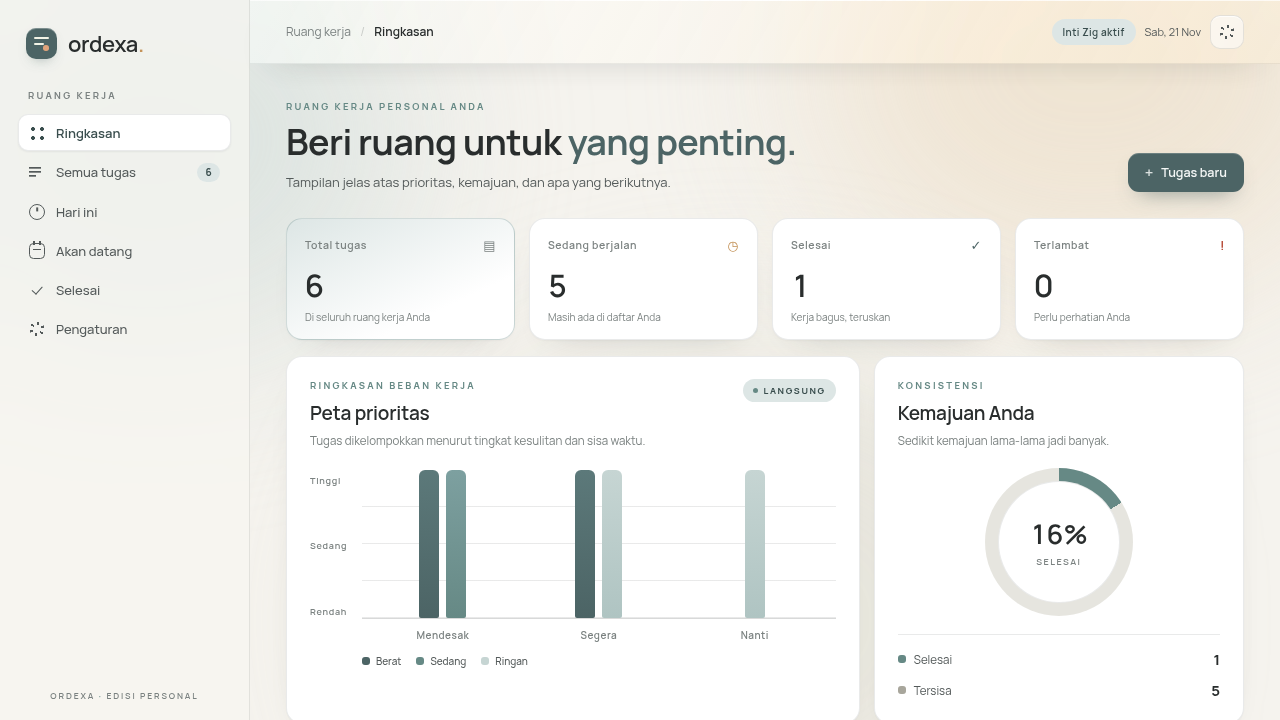 ordexa.
RUANG KERJA
Ringkasan
Semua tugas 6
Hari ini
Akan datang
Selesai
Pengaturan
ORDEXA · EDISI PERSONAL
Ruang kerja / Ringkasan
Inti Zig aktif
Sab, 21 Nov
RUANG KERJA PERSONAL ANDA
Beri ruang untuk yang penting.
Tampilan jelas atas prioritas, kemajuan, dan apa yang berikutnya.
+ Tugas baru
Total tugas
6
Di seluruh ruang kerja Anda
Sedang berjalan
5
Masih ada di daftar Anda
Selesai
✓
1
Kerja bagus, teruskan
Terlambat
!
0
Perlu perhatian Anda
RINGKASAN BEBAN KERJA
LANGSUNG
Peta prioritas
Tugas dikelompokkan menurut tingkat kesulitan dan sisa waktu.
Tinggi
Sedang
Rendah
Mendesak
Segera
Nanti
Berat
Sedang
Ringan
KONSISTENSI
Kemajuan Anda
Sedikit kemajuan lama-lama jadi banyak.
16%
SELESAI
Selesai 1
Tersisa 5